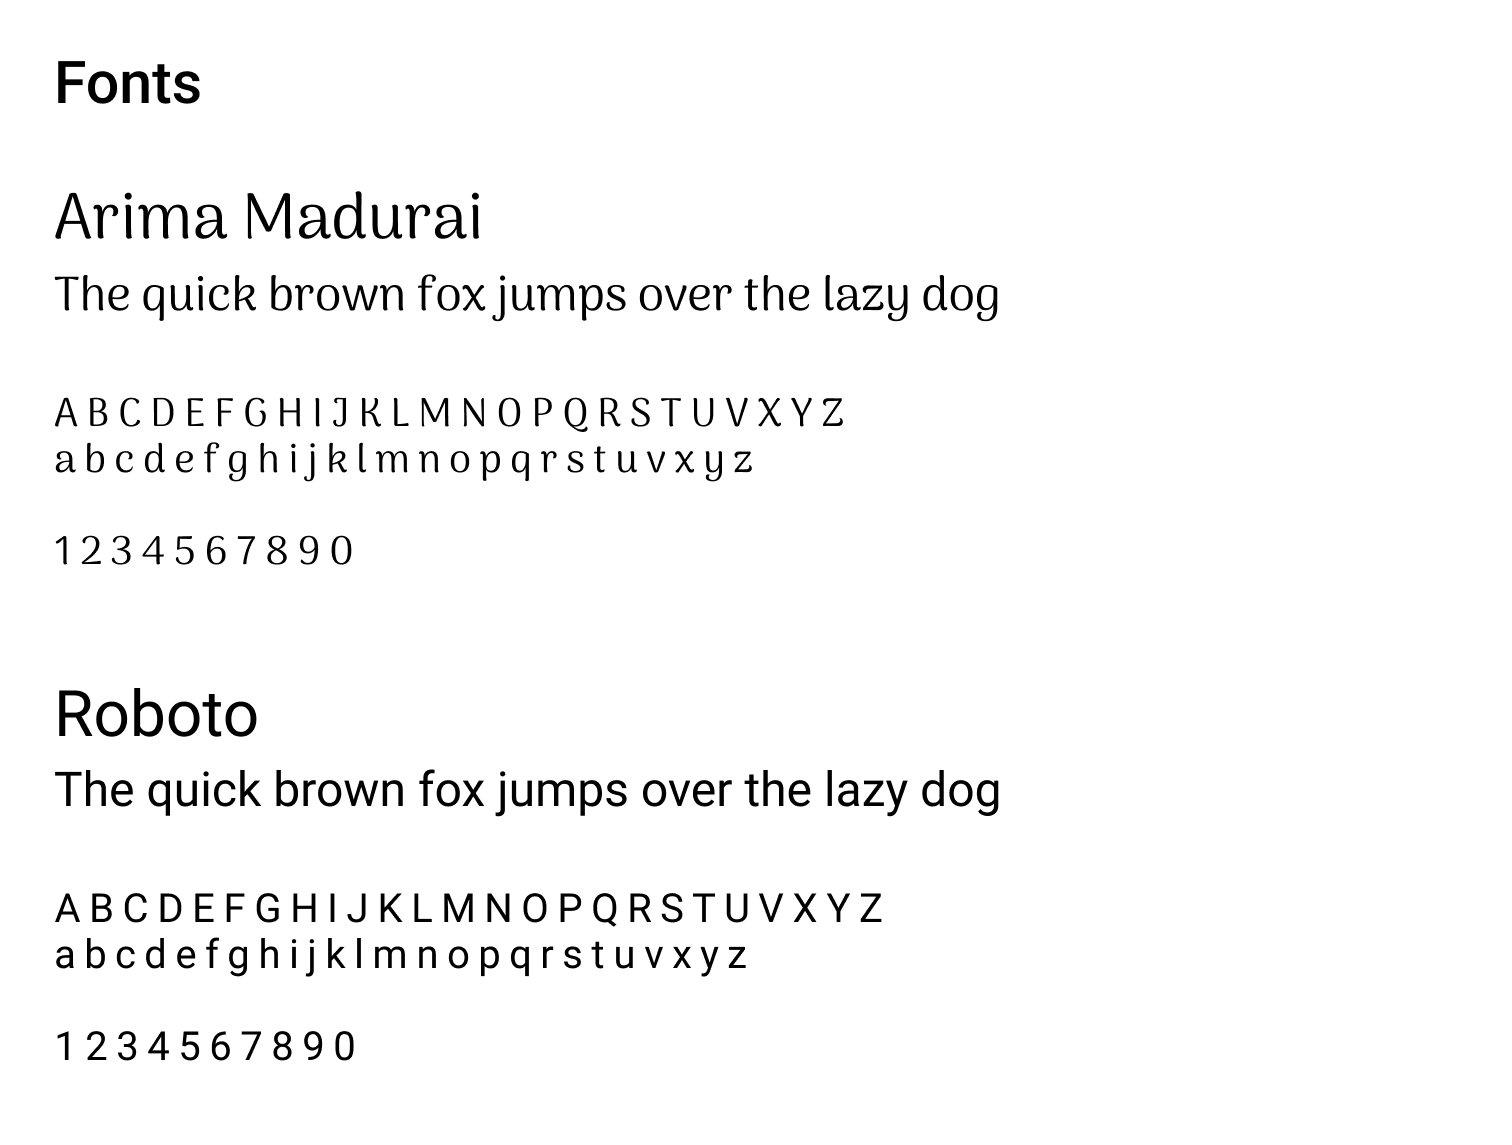 Fonts
Arima Madurai
The quick brown fox jumps over the lazy dog
A B C D E F G H I J K L M N O P Q R S T U V X Y Z
a b c d e f g h i j k l m n o p q r s t u v x y z
1 2 3 4 5 6 7 8 9 0
Roboto
The quick brown fox jumps over the lazy dog
A B C D E F G H I J K L M N O P Q R S T U V X Y Z
a b c d e f g h i j k l m n o p q r s t u v x y z
1 2 3 4 5 6 7 8 9 0